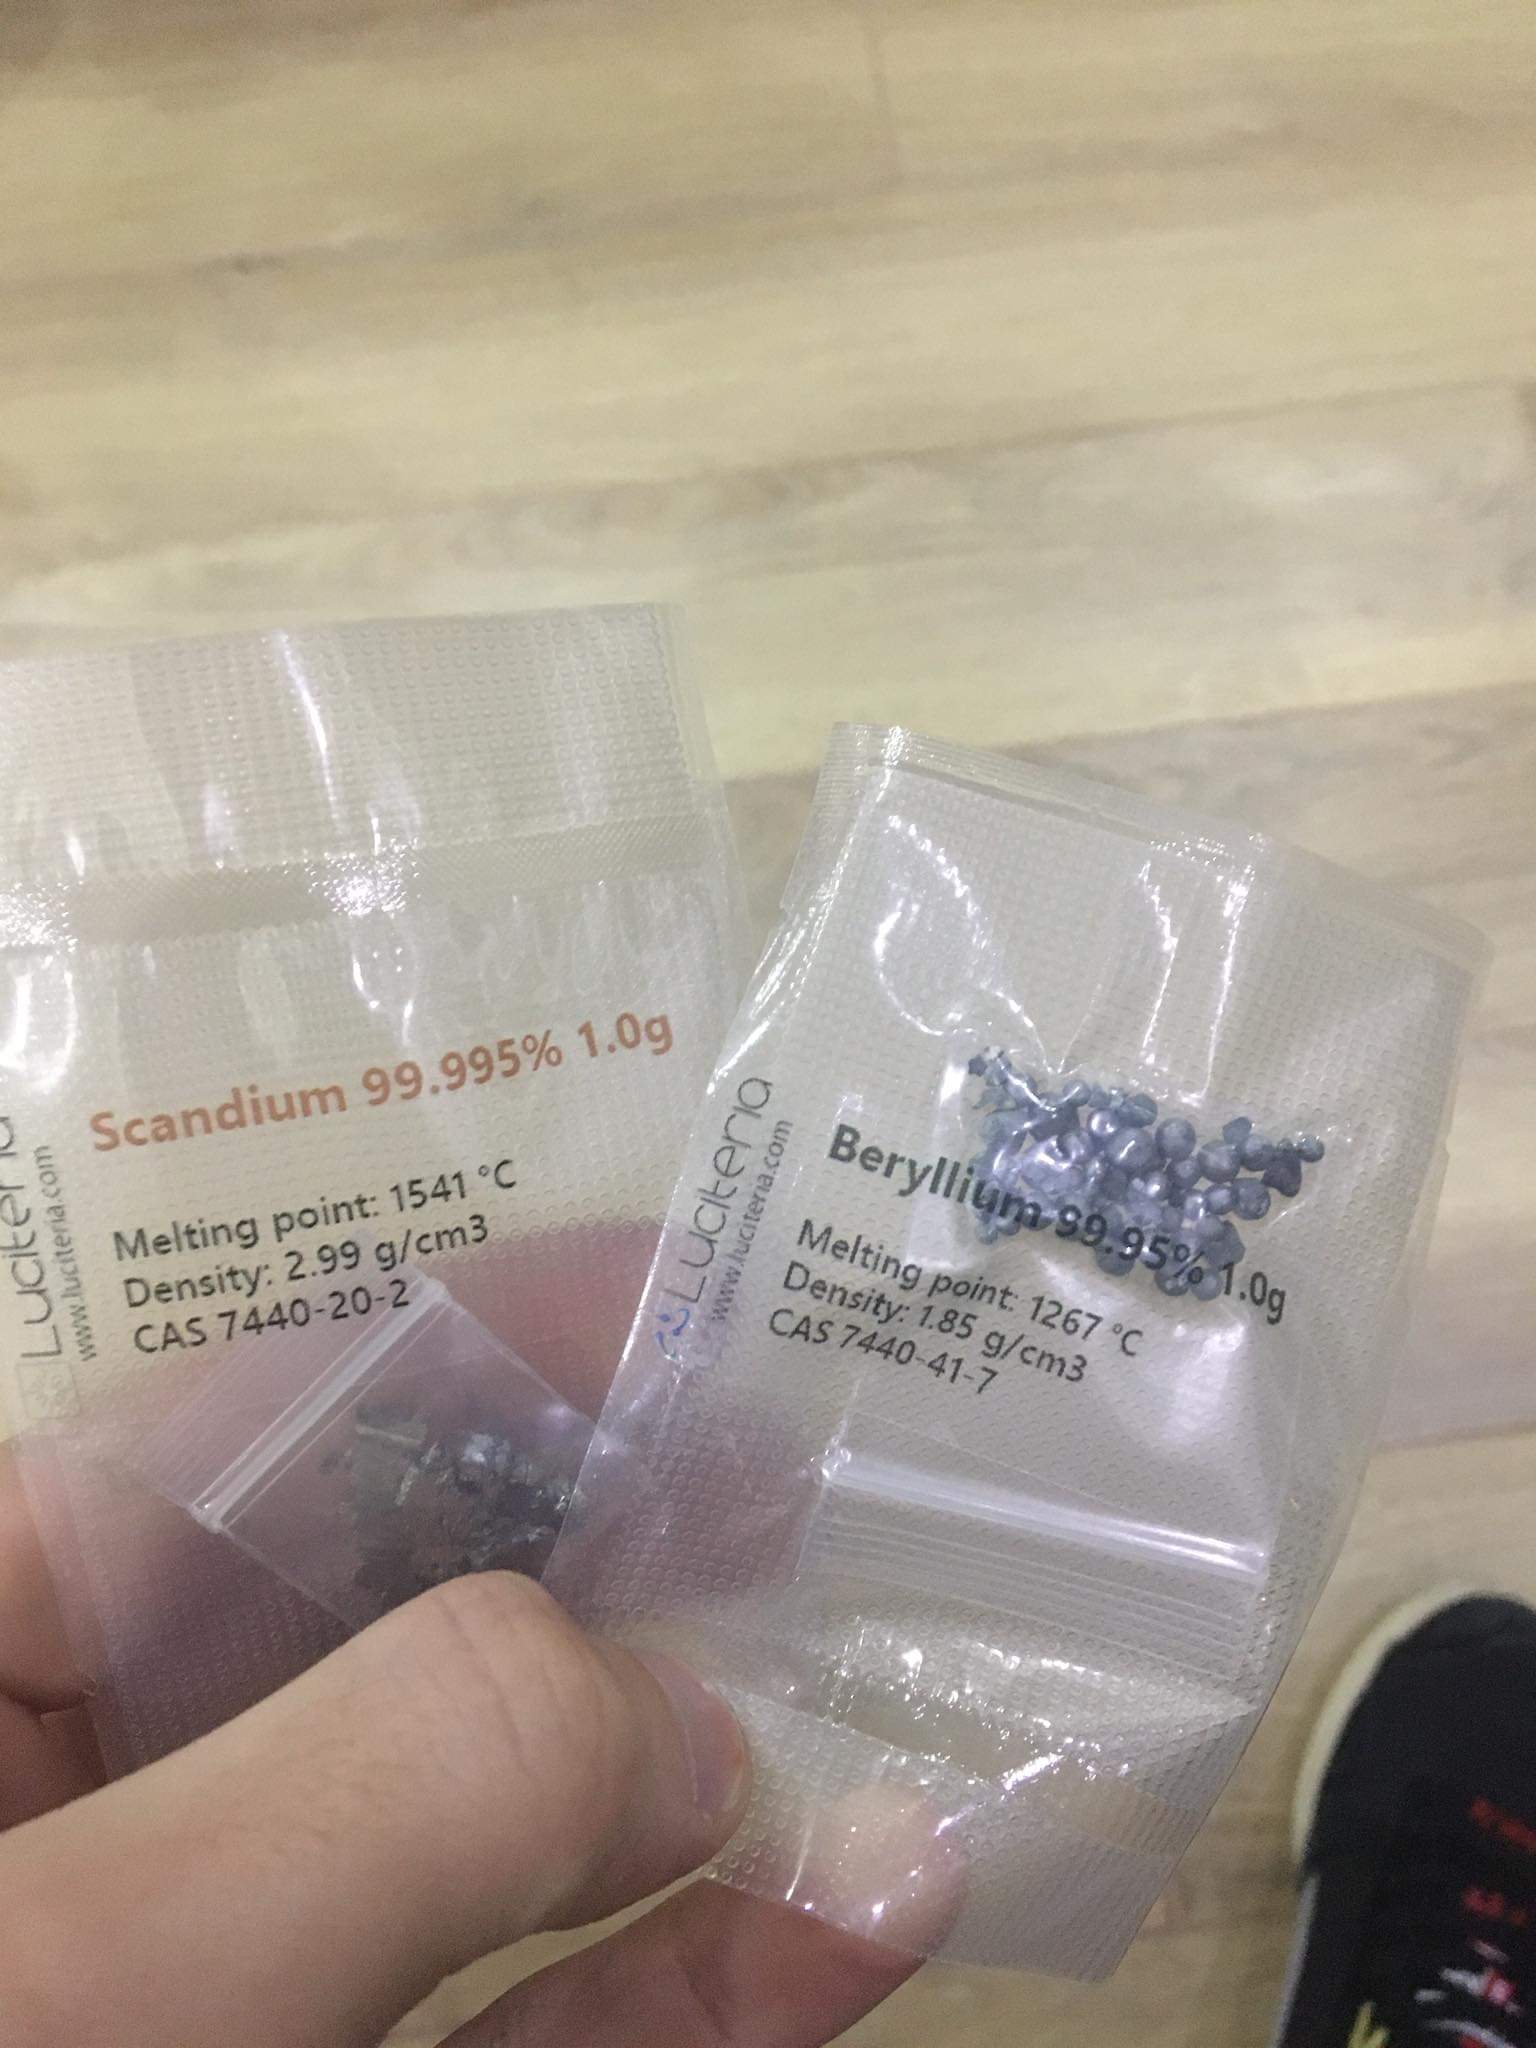 Scandium 99.995% 1.0g
Melting point: 1541 °C
Density: 2.99 g/cm3
CAS 7440-20-2
Luciteria
www.luciteria.com
Beryllium 99.95% 1.0g
Melting point: 1267 °C
Density: 1.85 g/cm3
CAS 7440-41-7
Luciteria
www.luciteria.com